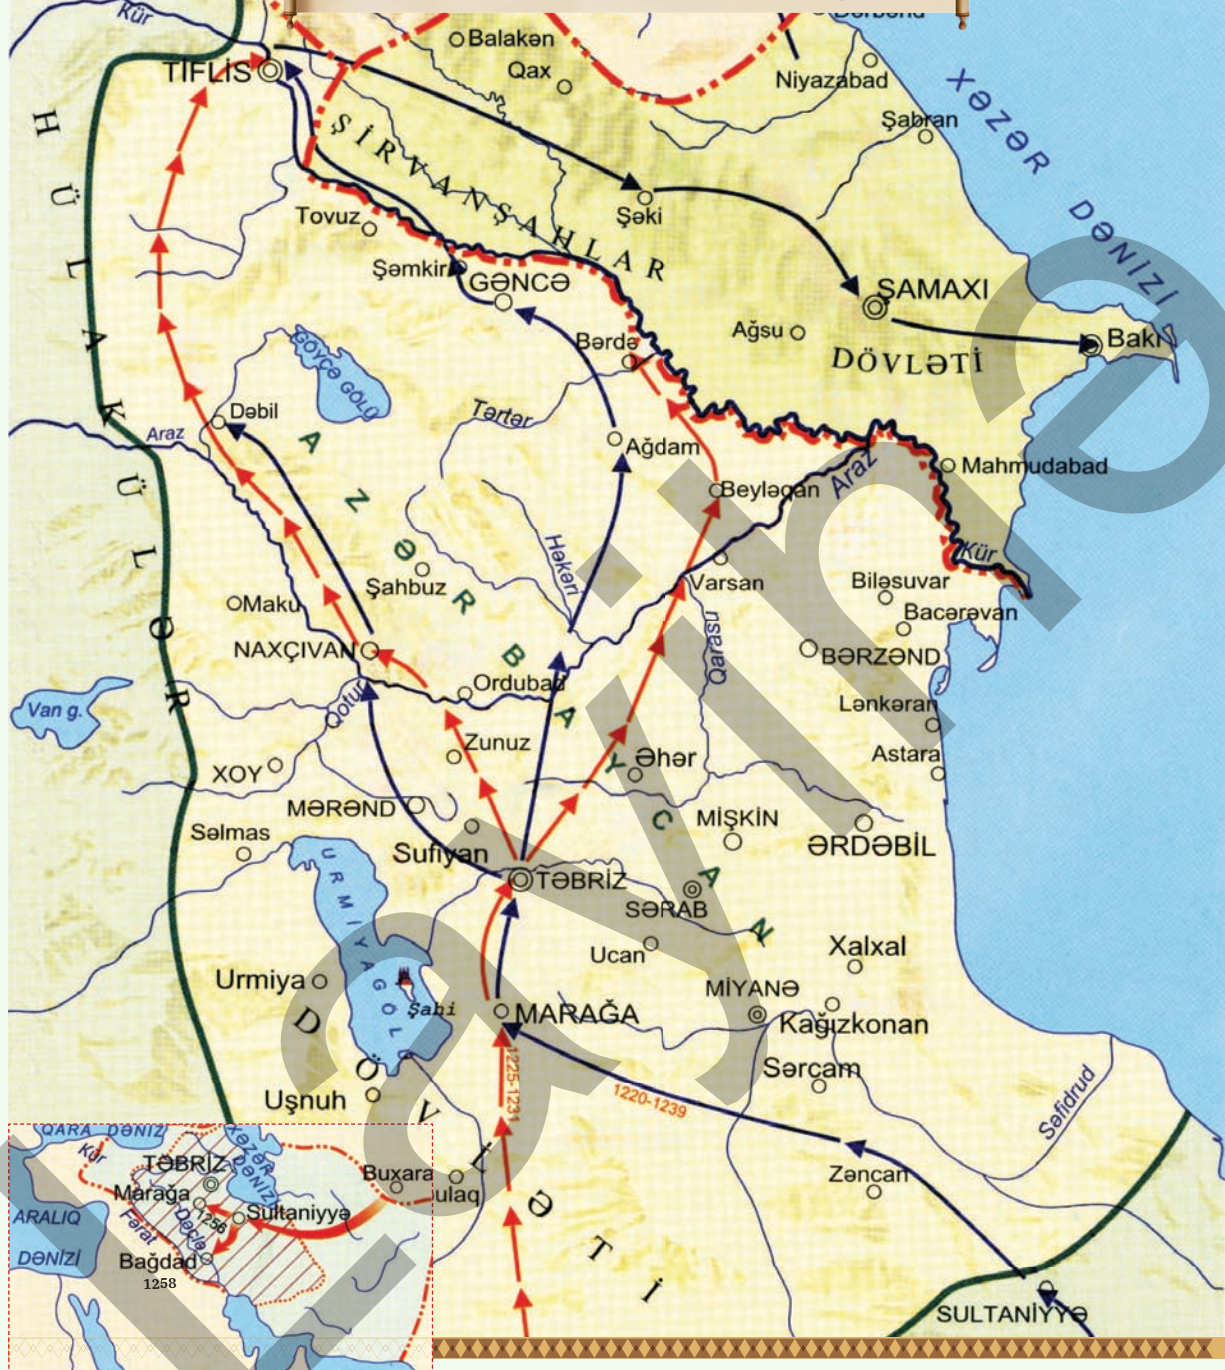 Dərbənd
Kür
Balakən
Qax
TİFLİS
Niyazabad
Şabran
XƏZƏR DƏNİZİ
ŞİRVANŞAHLAR
DÖVLƏTİ
Tovuz
Şəki
Şəmkir
GƏNCƏ
ŞAMAXI
Ağsu
Bakı
Bərdə
GÖYÇƏ GÖLÜ
Dəbil
Araz
Tərtər
Ağdam
Mahmudabad
Beyləqan
Araz
Həkəri
Kür
Şahbuz
Varsan
Biləsuvar
Maku
Bacərəvan
Qarasu
NAXÇIVAN
BƏRZƏND
Ordubad
Qotur
Lənkəran
Van g.
Zunuz
Astara
XOY
Əhər
MƏRƏND
MİŞKİN
Səlmas
Sufiyan
ƏRDƏBİL
TƏBRİZ
SƏRAB
URMİYA GÖLÜ
Ucan
Xalxal
Urmiya
MİYANƏ
Şahi
MARAĞA
Kağızkonan
1225-1231
Sərcam
1220-1239
Uşnuh
Səfidrud
Zəncan
ulaq
SULTANİYYƏ
HÜLAKÜLƏR
DÖVLƏTİ
AZƏRBAYCAN
QARA DƏNİZ
XƏZƏR DƏNİZİ
Kür
TƏBRİZ
Buxara
Marağa
1256
Sultaniyyə
ARALIQ
DƏNİZİ
Fərat
Dəclə
Bağdad
1258
Layihə